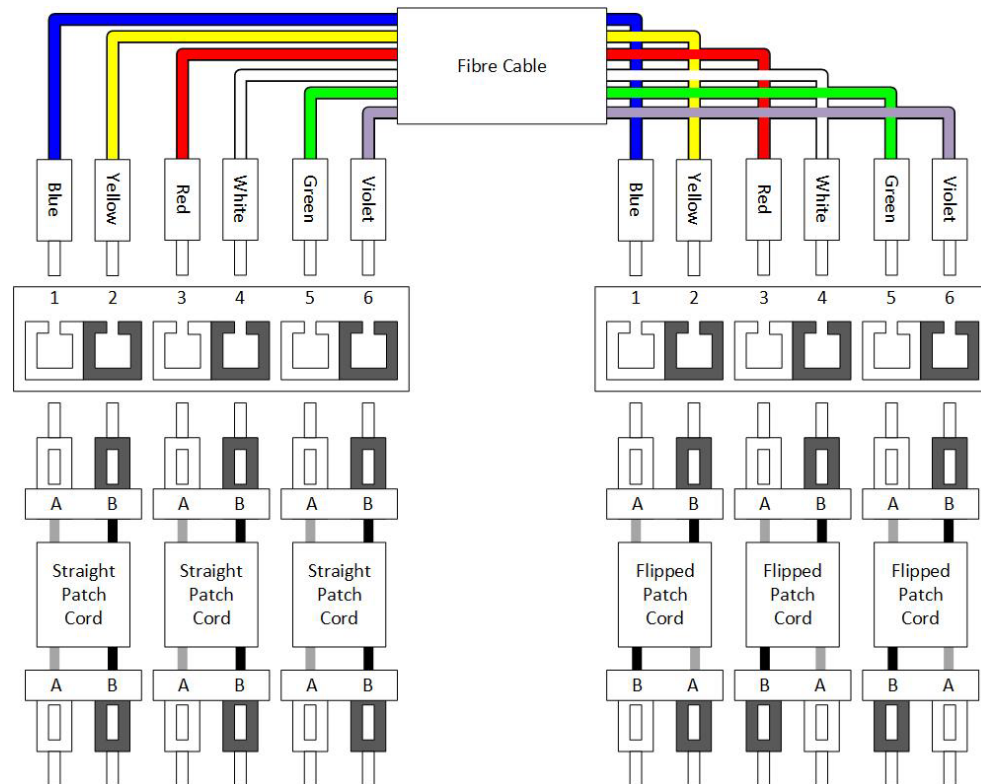 Fibre Cable
Blue Yellow Red White Green Violet Blue Yellow Red White Green Violet
1 2 3 4 5 6 1 2 3 4 5 6
A B A B A B A B A B A B
Straight Patch Cord
Straight Patch Cord
Straight Patch Cord
Flipped Patch Cord
Flipped Patch Cord
Flipped Patch Cord
A B A B A B B A B A B A